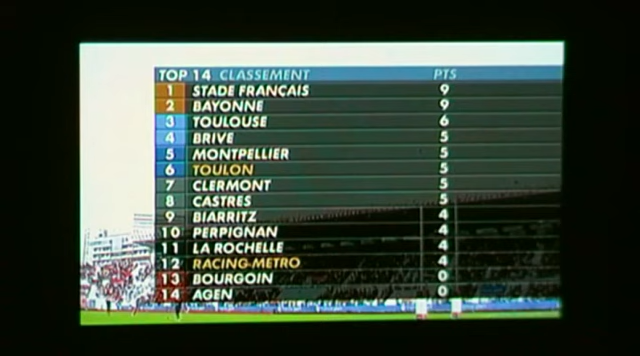 TOP 14 CLASSEMENT PTS
1 STADE FRANÇAIS 9
2 BAYONNE 9
3 TOULOUSE 6
4 BRIVE 5
5 MONTPELLIER 5
6 TOULON 5
7 CLERMONT 5
8 CASTRES 5
9 BIARRITZ 4
10 PERPIGNAN 4
11 LA ROCHELLE 4
12 RACING-METRO 4
13 BOURGOIN 0
14 AGEN 0